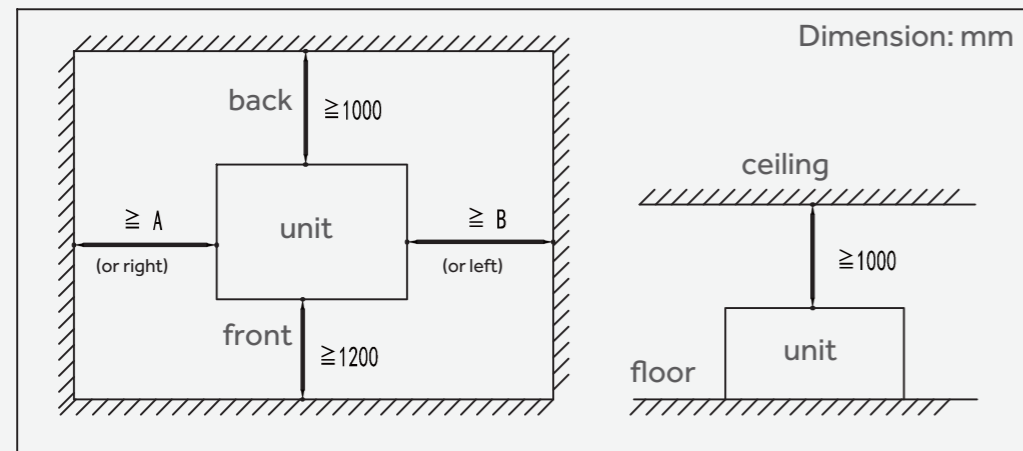 Dimension: mm
back
≧1000
≧ A
(or right)
unit
≧ B
(or left)
front
≧1200
ceiling
≧1000
unit
floor